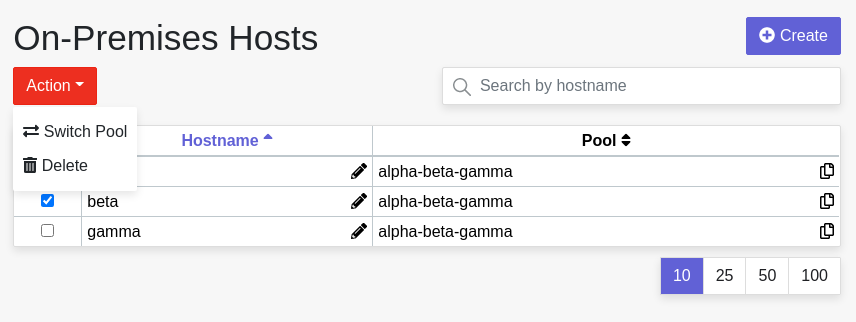 On-Premises Hosts
Create
Action
Search by hostname
Switch Pool
Delete
Hostname
Pool
alpha-beta-gamma
beta
alpha-beta-gamma
gamma
alpha-beta-gamma
10 25 50 100